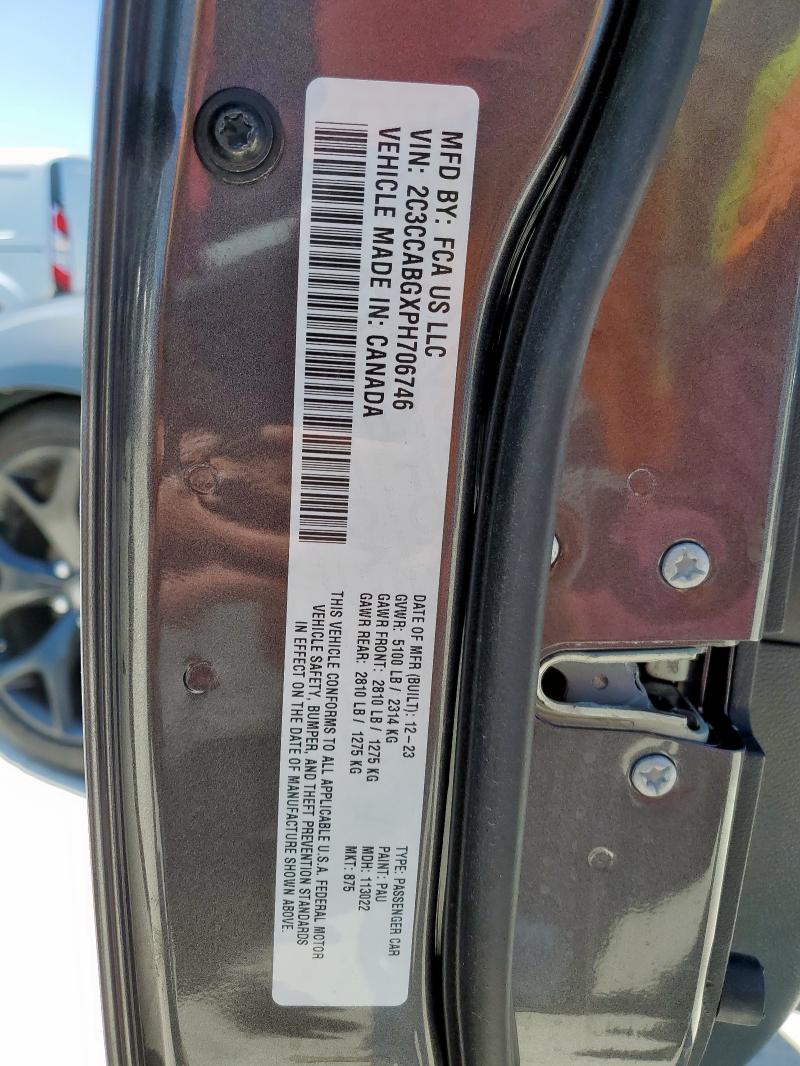 MFD BY: FCA US LLC
VIN: 2C3CCABGXPH706746
VEHICLE MADE IN: CANADA
DATE OF MFR (BUILT): 12-23
GVWR: 5100 LB / 2314 KG
GAWR FRONT: 2810 LB / 1275 KG
GAWR REAR: 2810 LB / 1275 KG
THIS VEHICLE CONFORMS TO ALL APPLICABLE U.S.A. FEDERAL MOTOR
VEHICLE SAFETY, BUMPER, AND THEFT PREVENTION STANDARDS
IN EFFECT ON THE DATE OF MANUFACTURE SHOWN ABOVE.
TYPE: PASSENGER CAR
PAINT: PAU
MDH: 113022
MKT: 875